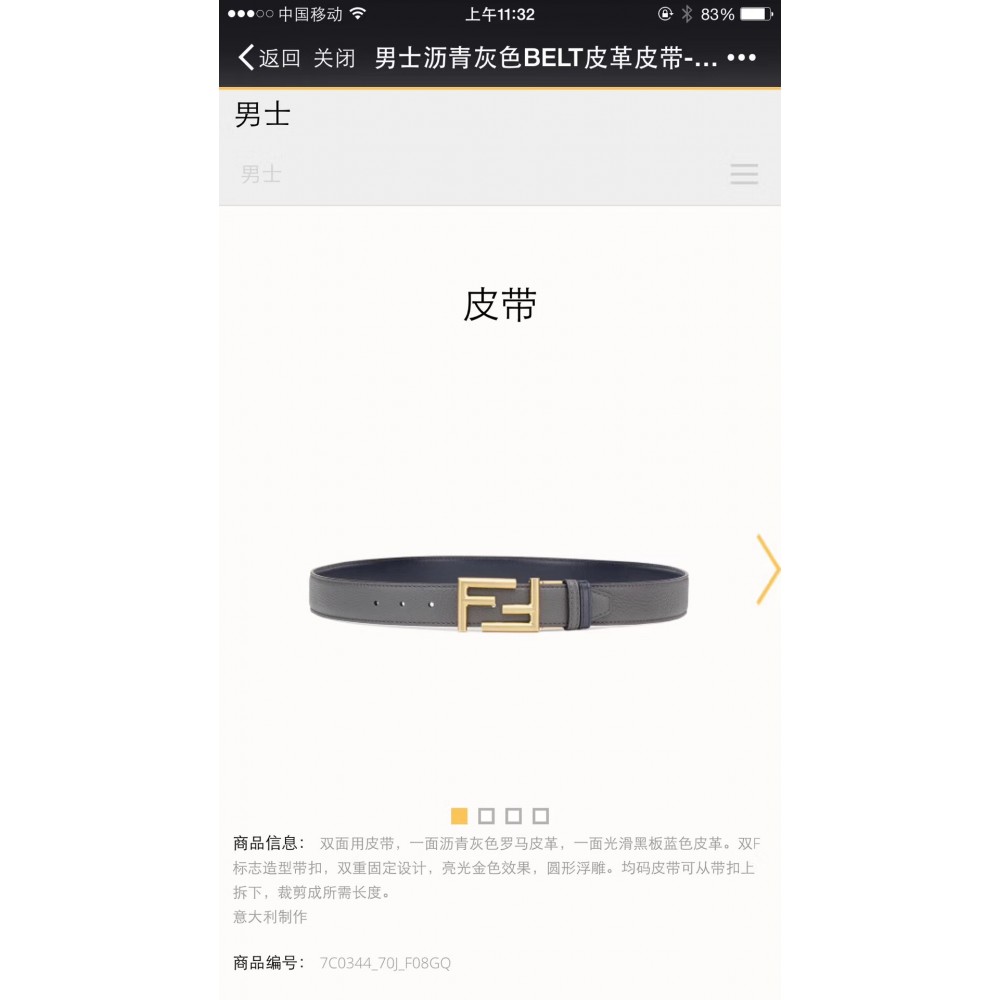 中国移动 上午11:32 83%
返回 关闭 男士沥青灰色BELT皮革皮带-...
男士
男士
皮带
商品信息： 双面用皮带，一面沥青灰色罗马皮革，一面光滑黑板蓝色皮革。双F
标志造型带扣，双重固定设计，亮光金色效果，圆形浮雕。均码皮带可从带扣上
拆下，裁剪成所需长度。
意大利制作
商品编号： 7C0344_70J_F08GQ